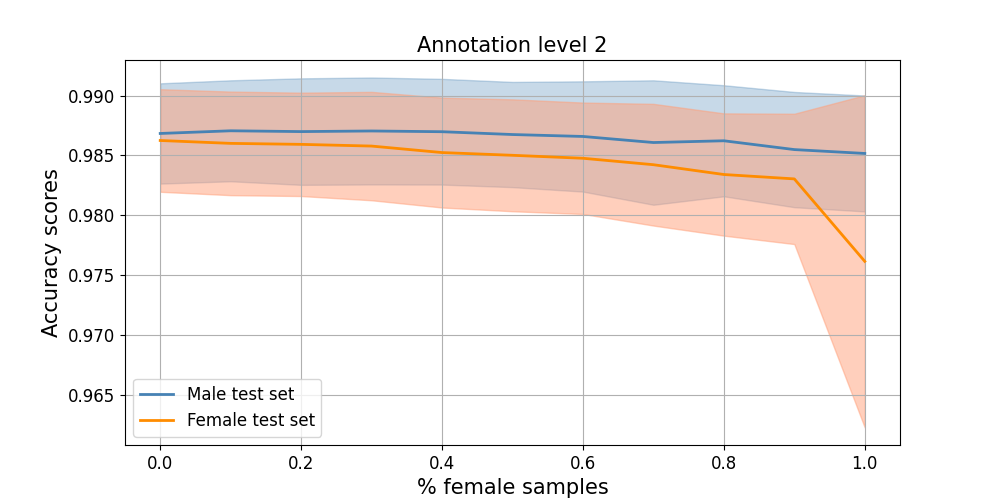 Annotation level 2
Accuracy scores
0.990
0.985
0.980
0.975
0.970
0.965
Male test set
Female test set
0.0 0.2 0.4 0.6 0.8 1.0
% female samples